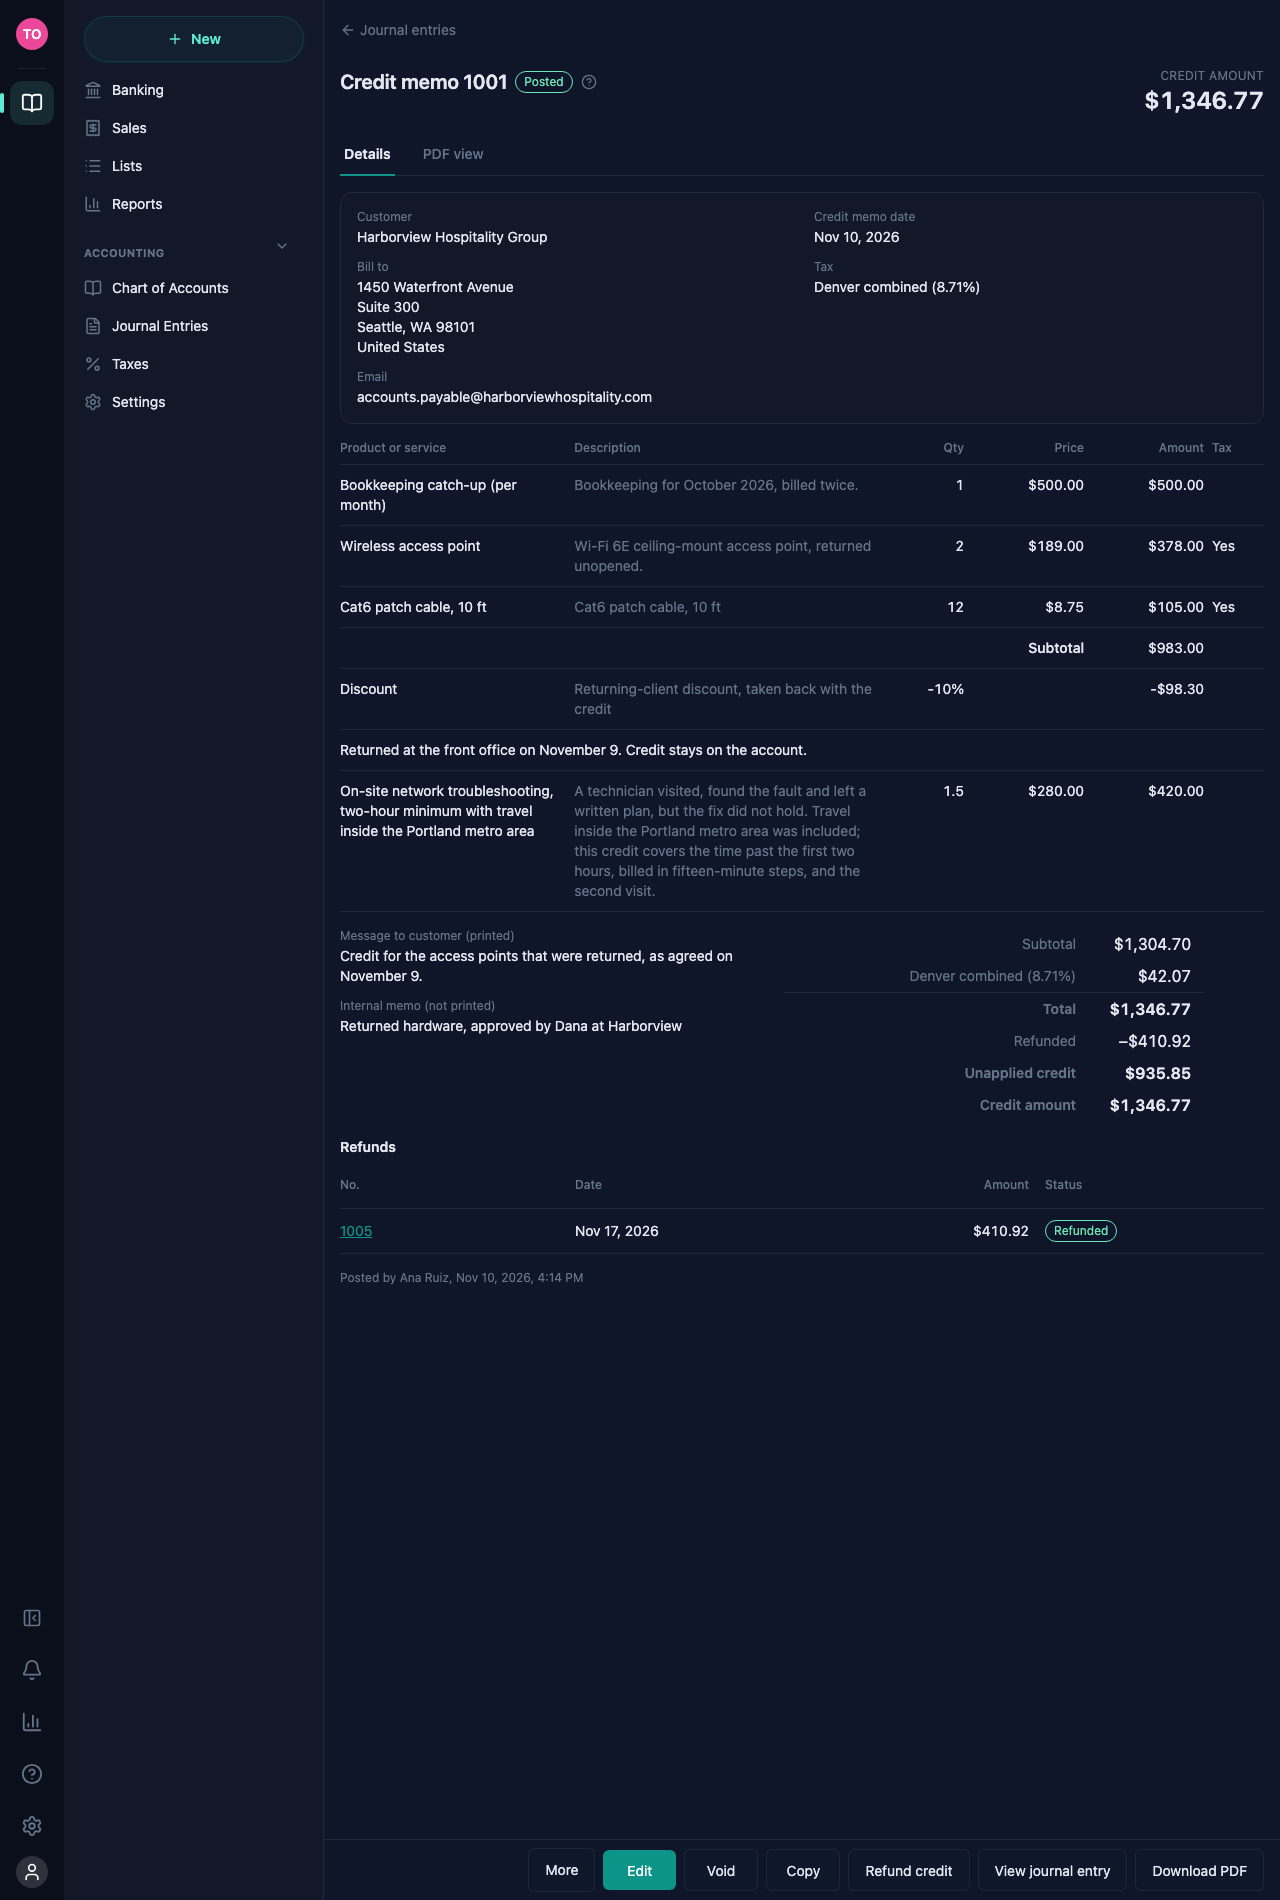 TO
New
Banking
Sales
Lists
Reports
ACCOUNTING
Chart of Accounts
Journal Entries
Taxes
Settings
Journal entries
Credit memo 1001
Posted
CREDIT AMOUNT
$1,346.77
Details
PDF view
Customer
Harborview Hospitality Group
Bill to
1450 Waterfront Avenue
Suite 300
Seattle, WA 98101
United States
Email
accounts.payable@harborviewhospitality.com
Credit memo date
Nov 10, 2026
Tax
Denver combined (8.71%)
Product or service Description Qty Price Amount Tax
Bookkeeping catch-up (per Bookkeeping for October 2026, billed twice. 1 $500.00 $500.00
month)
Wireless access point Wi-Fi 6E ceiling-mount access point, returned 2 $189.00 $378.00 Yes
unopened.
Cat6 patch cable, 10 ft Cat6 patch cable, 10 ft 12 $8.75 $105.00 Yes
Subtotal $983.00
Discount Returning-client discount, taken back with the -10% -$98.30
credit
Returned at the front office on November 9. Credit stays on the account.
On-site network troubleshooting, A technician visited, found the fault and left a 1.5 $280.00 $420.00
two-hour minimum with travel written plan, but the fix did not hold. Travel
inside the Portland metro area inside the Portland metro area was included;
this credit covers the time past the first two
hours, billed in fifteen-minute steps, and the
second visit.
Message to customer (printed)
Credit for the access points that were returned, as agreed on
November 9.
Internal memo (not printed)
Returned hardware, approved by Dana at Harborview
Subtotal $1,304.70
Denver combined (8.71%) $42.07
Total $1,346.77
Refunded –$410.92
Unapplied credit $935.85
Credit amount $1,346.77
Refunds
No. Date Amount Status
1005 Nov 17, 2026 $410.92 Refunded
Posted by Ana Ruiz, Nov 10, 2026, 4:14 PM
More
Edit
Void
Copy
Refund credit
View journal entry
Download PDF